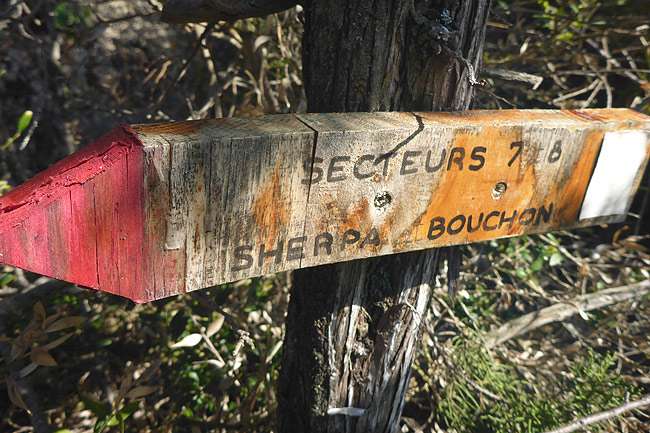 SECTEURS 7 8
SHERPA BOUCHON